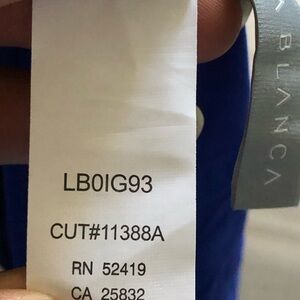 LB0IG93
CUT#11388A
RN 52419
CA 25832
A BLANCA